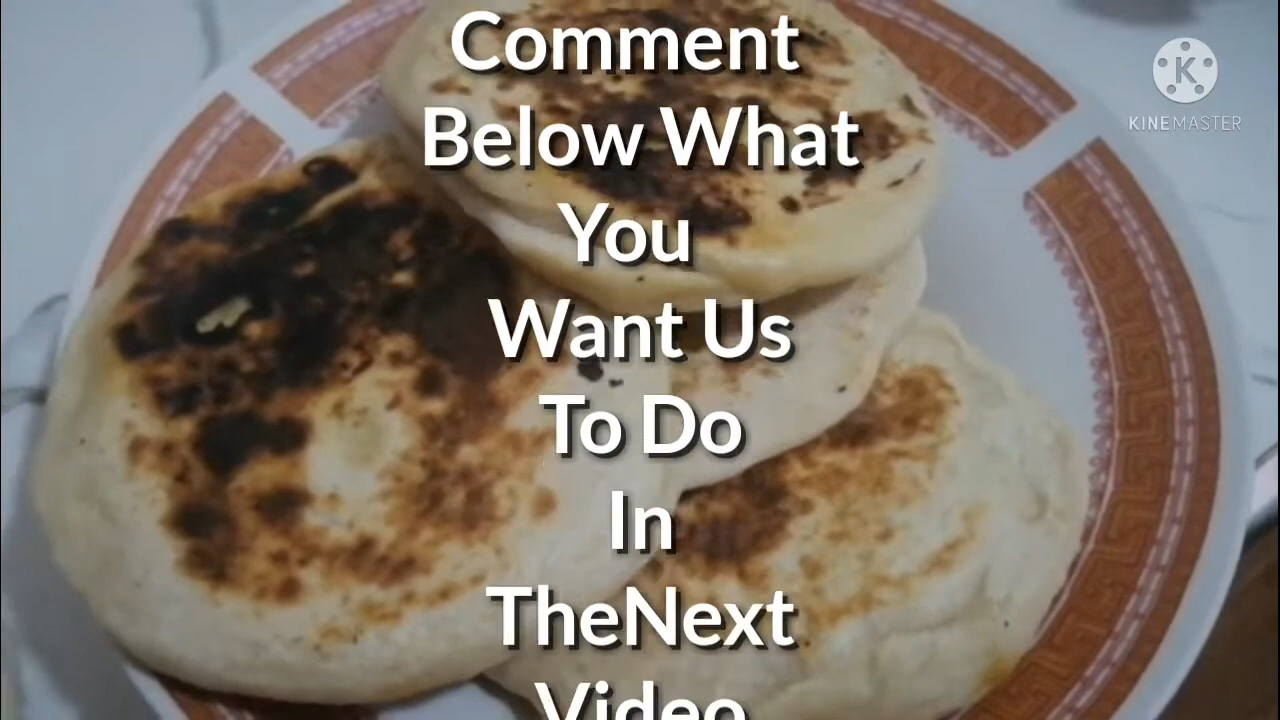 Comment
Below What
You
Want Us
To Do
In
TheNext
Video
K
KINEMASTER